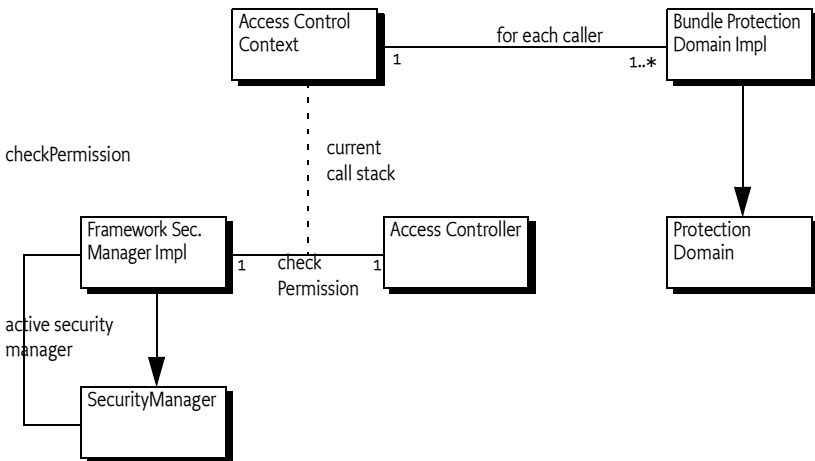 Access Control
Context
for each caller
1
1..*
Bundle Protection
Domain Impl
checkPermission
current
call stack
Framework Sec.
Manager Impl
1
check
Permission
1
Access Controller
Protection
Domain
active security
manager
SecurityManager